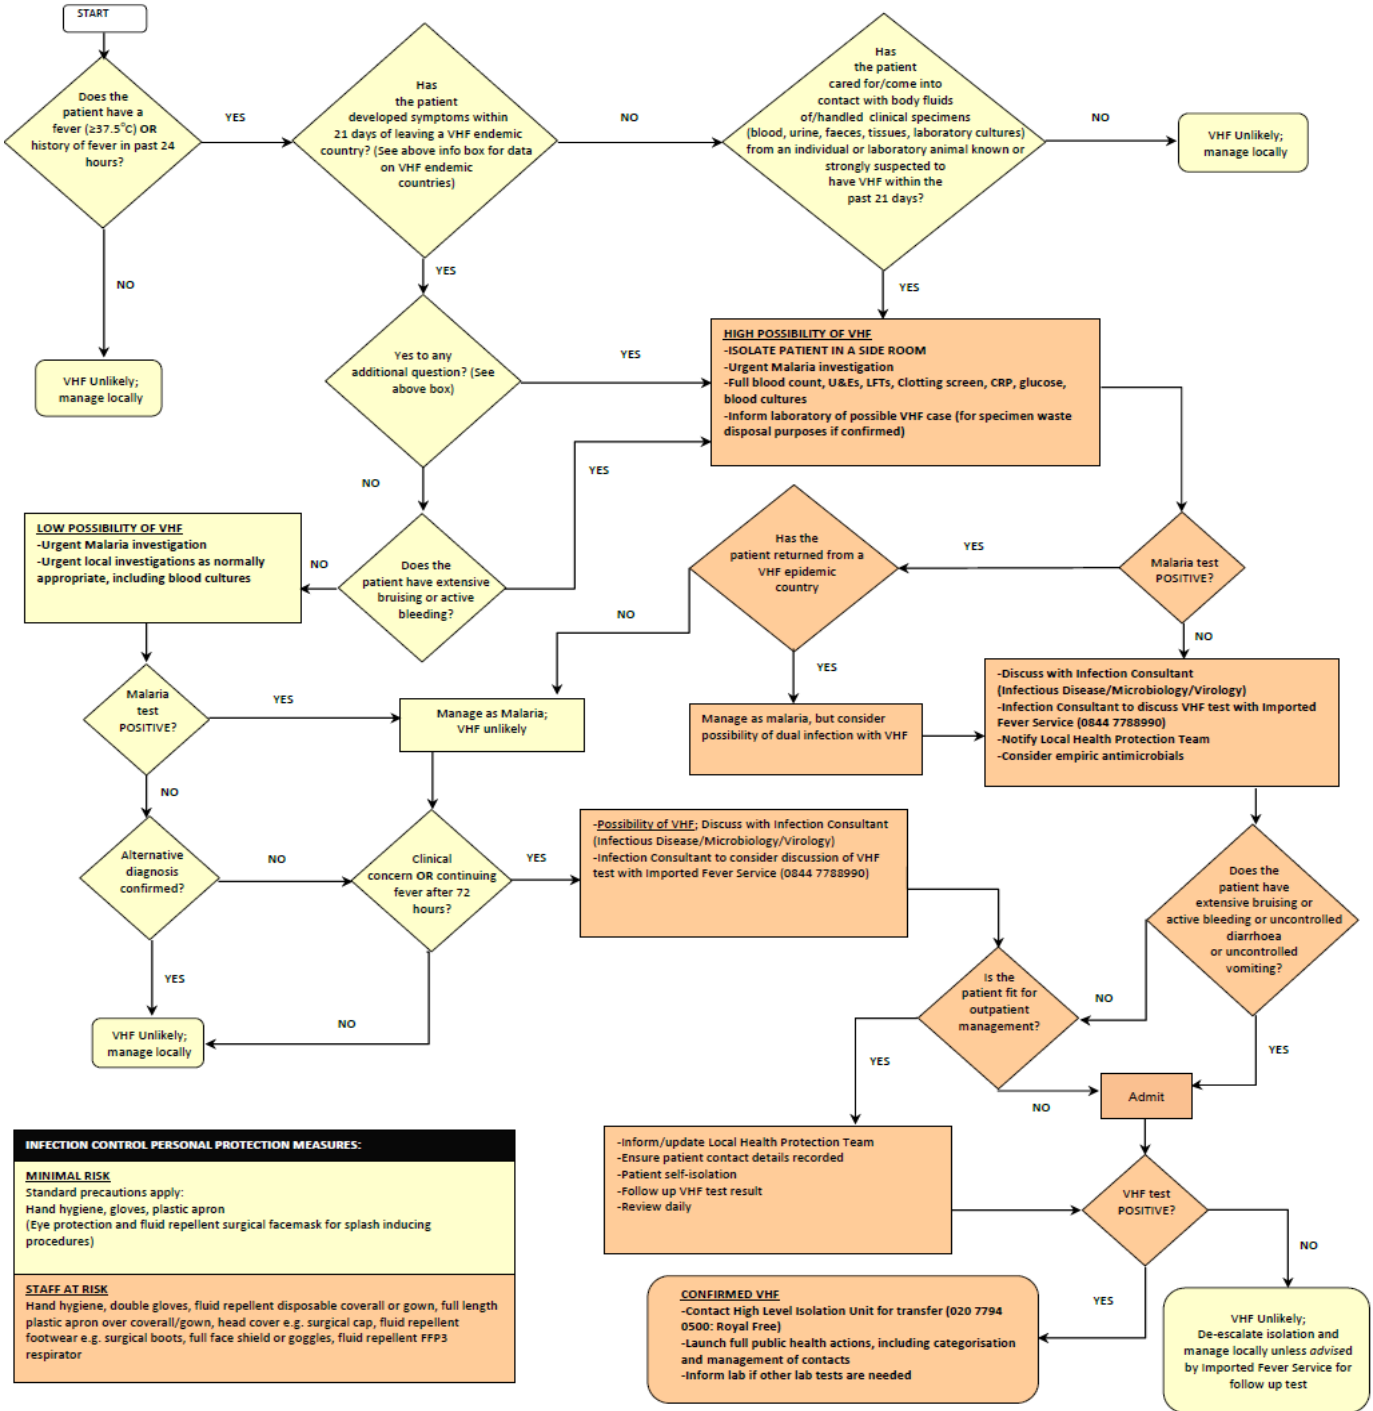 START
Does the
patient have a
fever (≥37.5°C) OR
history of fever in past 24
hours?
YES
NO
VHF Unlikely;
manage locally
Has
the patient
developed symptoms within
21 days of leaving a VHF endemic
country? (See above info box for data
on VHF endemic
countries)
NO
YES
Has
the patient
cared for/come into
contact with body fluids
of/handled clinical specimens
(blood, urine, faeces, tissues, laboratory cultures)
from an individual or laboratory animal known or
strongly suspected to
have VHF within the
past 21 days?
NO
VHF Unlikely;
manage locally
YES
Yes to any
additional question? (See
above box)
YES
NO
HIGH POSSIBILITY OF VHF
-ISOLATE PATIENT IN A SIDE ROOM
-Urgent Malaria investigation
-Full blood count, U&Es, LFTs, Clotting screen, CRP, glucose,
blood cultures
-Inform laboratory of possible VHF case (for specimen waste
disposal purposes if confirmed)
YES
Does the
patient have extensive
bruising or active
bleeding?
NO
LOW POSSIBILITY OF VHF
-Urgent Malaria investigation
-Urgent local investigations as normally
appropriate, including blood cultures
Has the
patient returned from a
VHF epidemic
country
YES
Malaria test
POSITIVE?
NO
NO
YES
Malaria
test
POSITIVE?
YES
NO
Manage as Malaria;
VHF unlikely
Manage as malaria, but consider
possibility of dual infection with VHF
-Discuss with Infection Consultant
(Infectious Disease/Microbiology/Virology)
-Infection Consultant to discuss VHF test with Imported
Fever Service (0844 7788990)
-Notify Local Health Protection Team
-Consider empiric antimicrobials
Alternative
diagnosis
confirmed?
NO
YES
Clinical
concern OR continuing
fever after 72
hours?
YES
NO
-Possibility of VHF; Discuss with Infection Consultant
(Infectious Disease/Microbiology/Virology)
-Infection Consultant to consider discussion of VHF
test with Imported Fever Service (0844 7788990)
Does the
patient have
extensive bruising or
active bleeding or uncontrolled
diarrhoea
or uncontrolled
vomiting?
NO
YES
Is the
patient fit for
outpatient
management?
YES
NO
VHF Unlikely;
manage locally
Admit
-Inform/update Local Health Protection Team
-Ensure patient contact details recorded
-Patient self-isolation
-Follow up VHF test result
-Review daily
VHF test
POSITIVE?
NO
YES
INFECTION CONTROL PERSONAL PROTECTION MEASURES:
MINIMAL RISK
Standard precautions apply:
Hand hygiene, gloves, plastic apron
(Eye protection and fluid repellent surgical facemask for splash inducing
procedures)
STAFF AT RISK
Hand hygiene, double gloves, fluid repellent disposable coverall or gown, full length
plastic apron over coverall/gown, head cover e.g. surgical cap, fluid repellent
footwear e.g. surgical boots, full face shield or goggles, fluid repellent FFP3
respirator
CONFIRMED VHF
-Contact High Level Isolation Unit for transfer (020 7794
0500: Royal Free)
-Launch full public health actions, including categorisation
and management of contacts
-Inform lab if other lab tests are needed
VHF Unlikely;
De-escalate isolation and
manage locally unless advised
by Imported Fever Service for
follow up test